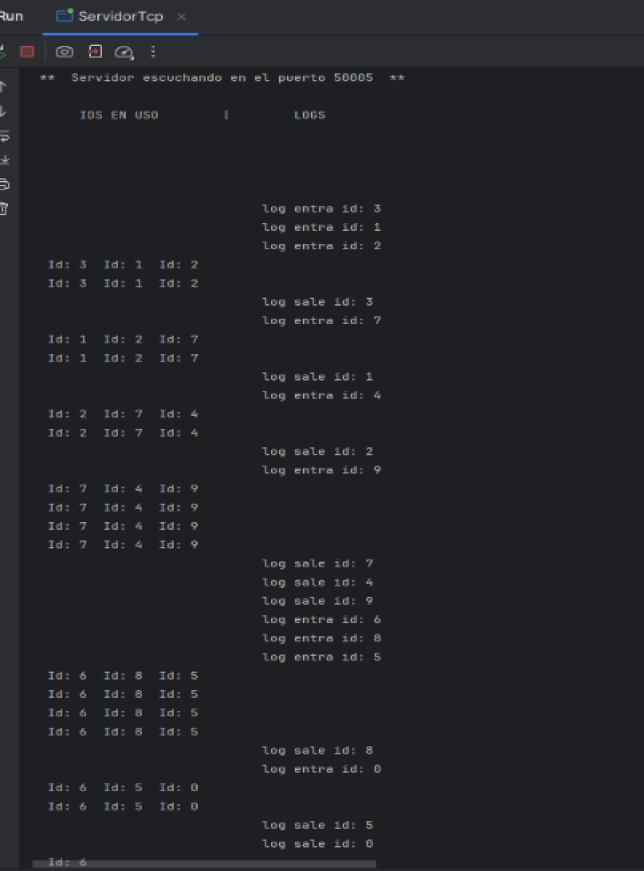 Run ServidorTcp ×
** Servidor escuchando en el puerto 50005 **
IDS EN USO | LOGS
log entra id: 3
log entra id: 1
log entra id: 2
Id: 3 Id: 1 Id: 2
Id: 3 Id: 1 Id: 2
log sale id: 3
log entra id: 7
Id: 1 Id: 2 Id: 7
Id: 1 Id: 2 Id: 7
log sale id: 1
log entra id: 4
Id: 2 Id: 7 Id: 4
Id: 2 Id: 7 Id: 4
log sale id: 2
log entra id: 9
Id: 7 Id: 4 Id: 9
Id: 7 Id: 4 Id: 9
Id: 7 Id: 4 Id: 9
Id: 7 Id: 4 Id: 9
log sale id: 7
log sale id: 4
log sale id: 9
log entra id: 6
log entra id: 8
log entra id: 5
Id: 6 Id: 8 Id: 5
Id: 6 Id: 8 Id: 5
Id: 6 Id: 8 Id: 5
Id: 6 Id: 8 Id: 5
log sale id: 8
log entra id: 0
Id: 6 Id: 5 Id: 0
Id: 6 Id: 5 Id: 0
log sale id: 5
log sale id: 0
Id: 6